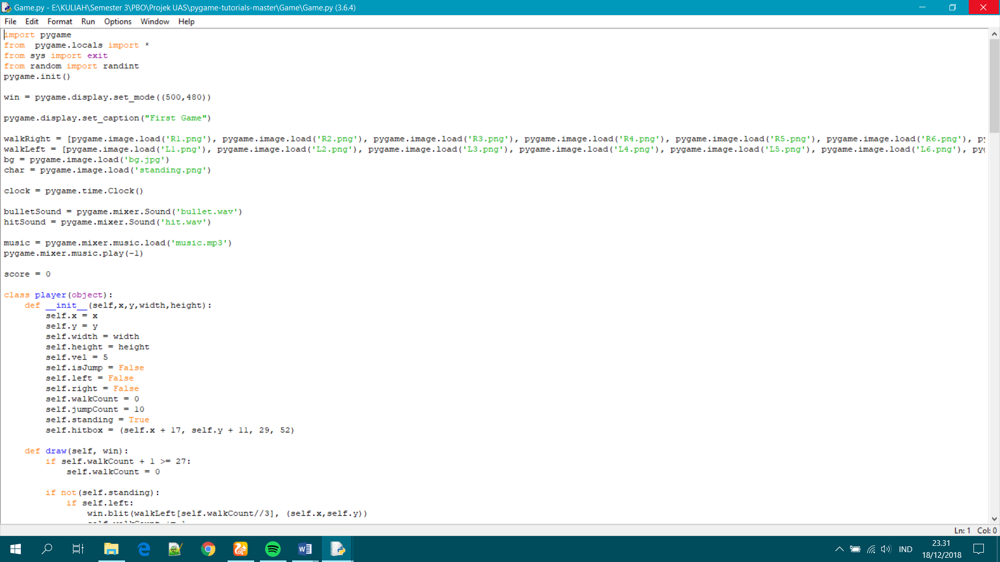 Game.py - E:\KULIAH\Semester 3\PBO\Projek UAS\pygame-tutorials-master\Game\Game.py (3.6.4)
File Edit Format Run Options Window Help
import pygame
from  pygame.locals import *
from sys import exit
from random import randint
pygame.init()
win = pygame.display.set_mode((500,480))
pygame.display.set_caption("First Game")
walkRight = [pygame.image.load('R1.png'), pygame.image.load('R2.png'), pygame.image.load('R3.png'), pygame.image.load('R4.png'), pygame.image.load('R5.png'), pygame.image.load('R6.png'), py
walkLeft = [pygame.image.load('L1.png'), pygame.image.load('L2.png'), pygame.image.load('L3.png'), pygame.image.load('L4.png'), pygame.image.load('L5.png'), pygame.image.load('L6.png'), pyg
bg = pygame.image.load('bg.jpg')
char = pygame.image.load('standing.png')
clock = pygame.time.Clock()
bulletSound = pygame.mixer.Sound('bullet.wav')
hitSound = pygame.mixer.Sound('hit.wav')
music = pygame.mixer.music.load('music.mp3')
pygame.mixer.music.play(-1)
score = 0
class player(object):
    def __init__(self,x,y,width,height):
        self.x = x
        self.y = y
        self.width = width
        self.height = height
        self.vel = 5
        self.isJump = False
        self.left = False
        self.right = False
        self.walkCount = 0
        self.jumpCount = 10
        self.standing = True
        self.hitbox = (self.x + 17, self.y + 11, 29, 52)
    def draw(self, win):
        if self.walkCount + 1 >= 27:
            self.walkCount = 0
        if not(self.standing):
            if self.left:
                win.blit(walkLeft[self.walkCount//3], (self.x,self.y))
Ln: 1 Col: 0
IND
23.31
18/12/2018